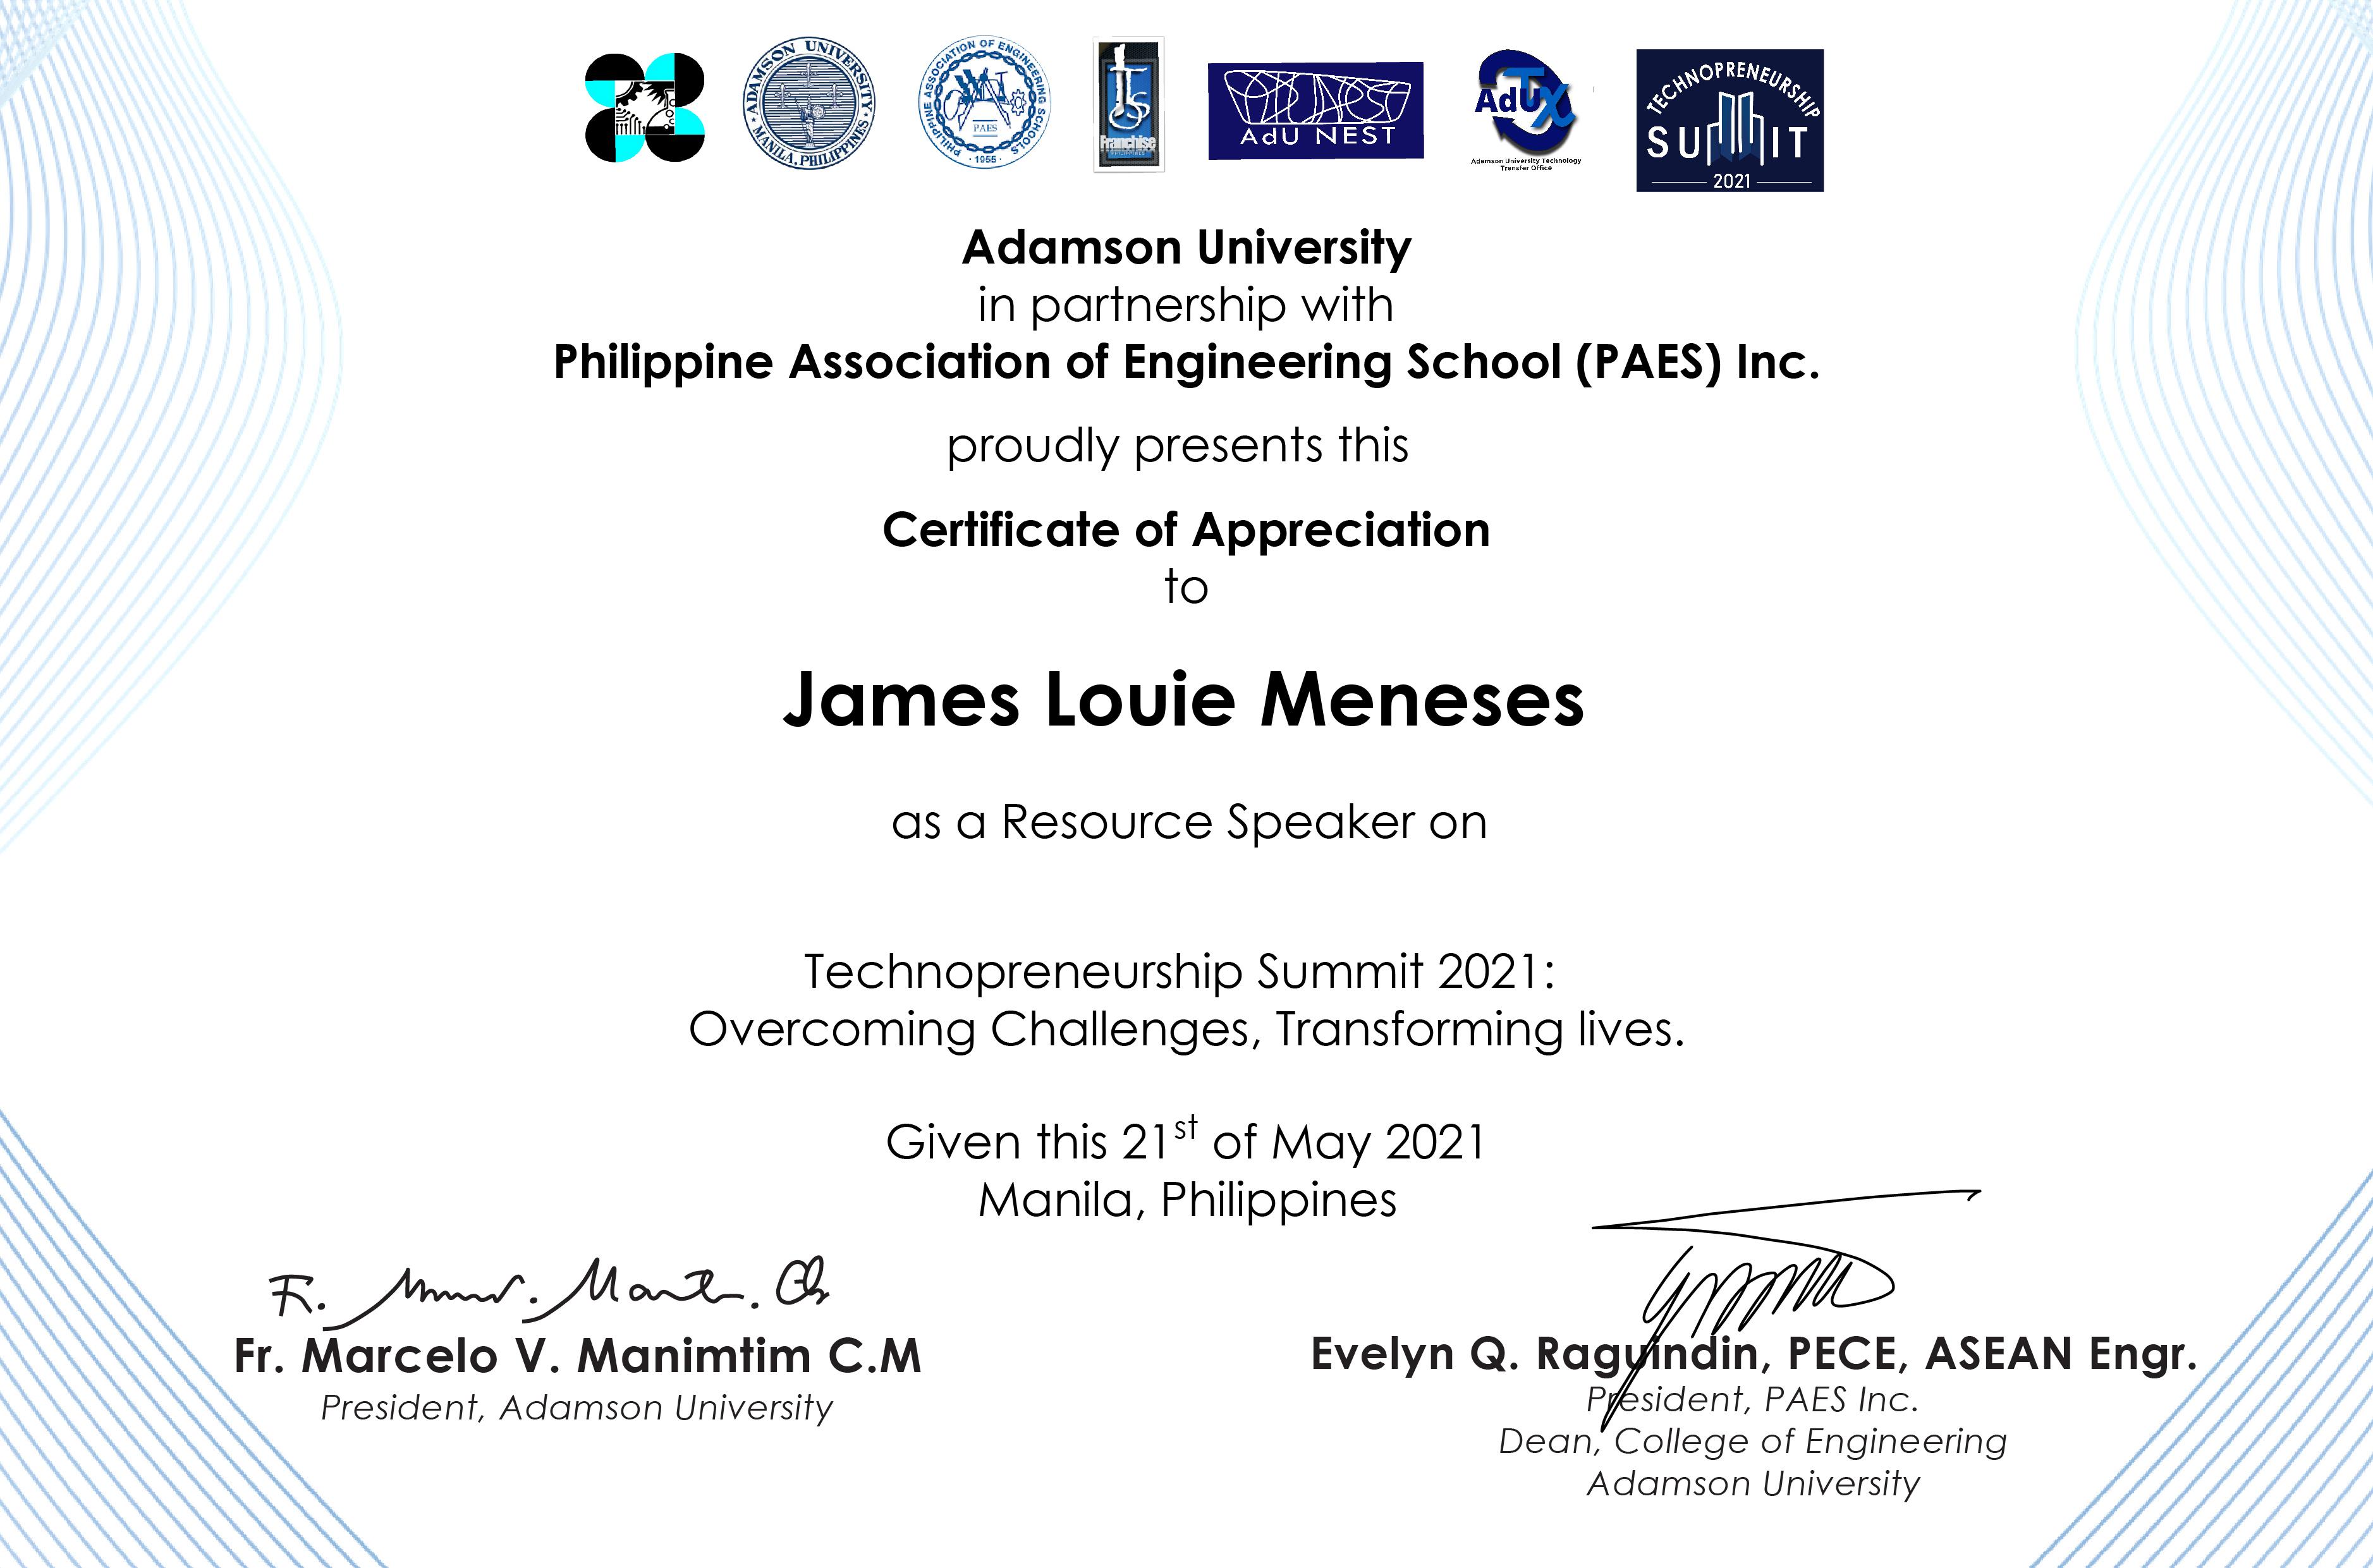 ADAMSON UNIVERSITY
MANILA, PHILIPPINES
PHILIPPINE ASSOCIATION OF ENGINEERING SCHOOLS
PAES
1955
Franchise
AdU NEST
AdU TX
Adamson University Technology
Transfer Office
TECHNOPRENEURSHIP
SUMMIT
2021
Adamson University
in partnership with
Philippine Association of Engineering School (PAES) Inc.
proudly presents this
Certificate of Appreciation
to
James Louie Meneses
as a Resource Speaker on
Technopreneurship Summit 2021:
Overcoming Challenges, Transforming lives.
Given this 21st of May 2021
Manila, Philippines
Fr. Marcelo V. Manimtim C.M
President, Adamson University
Evelyn Q. Raguindin, PECE, ASEAN Engr.
President, PAES Inc.
Dean, College of Engineering
Adamson University